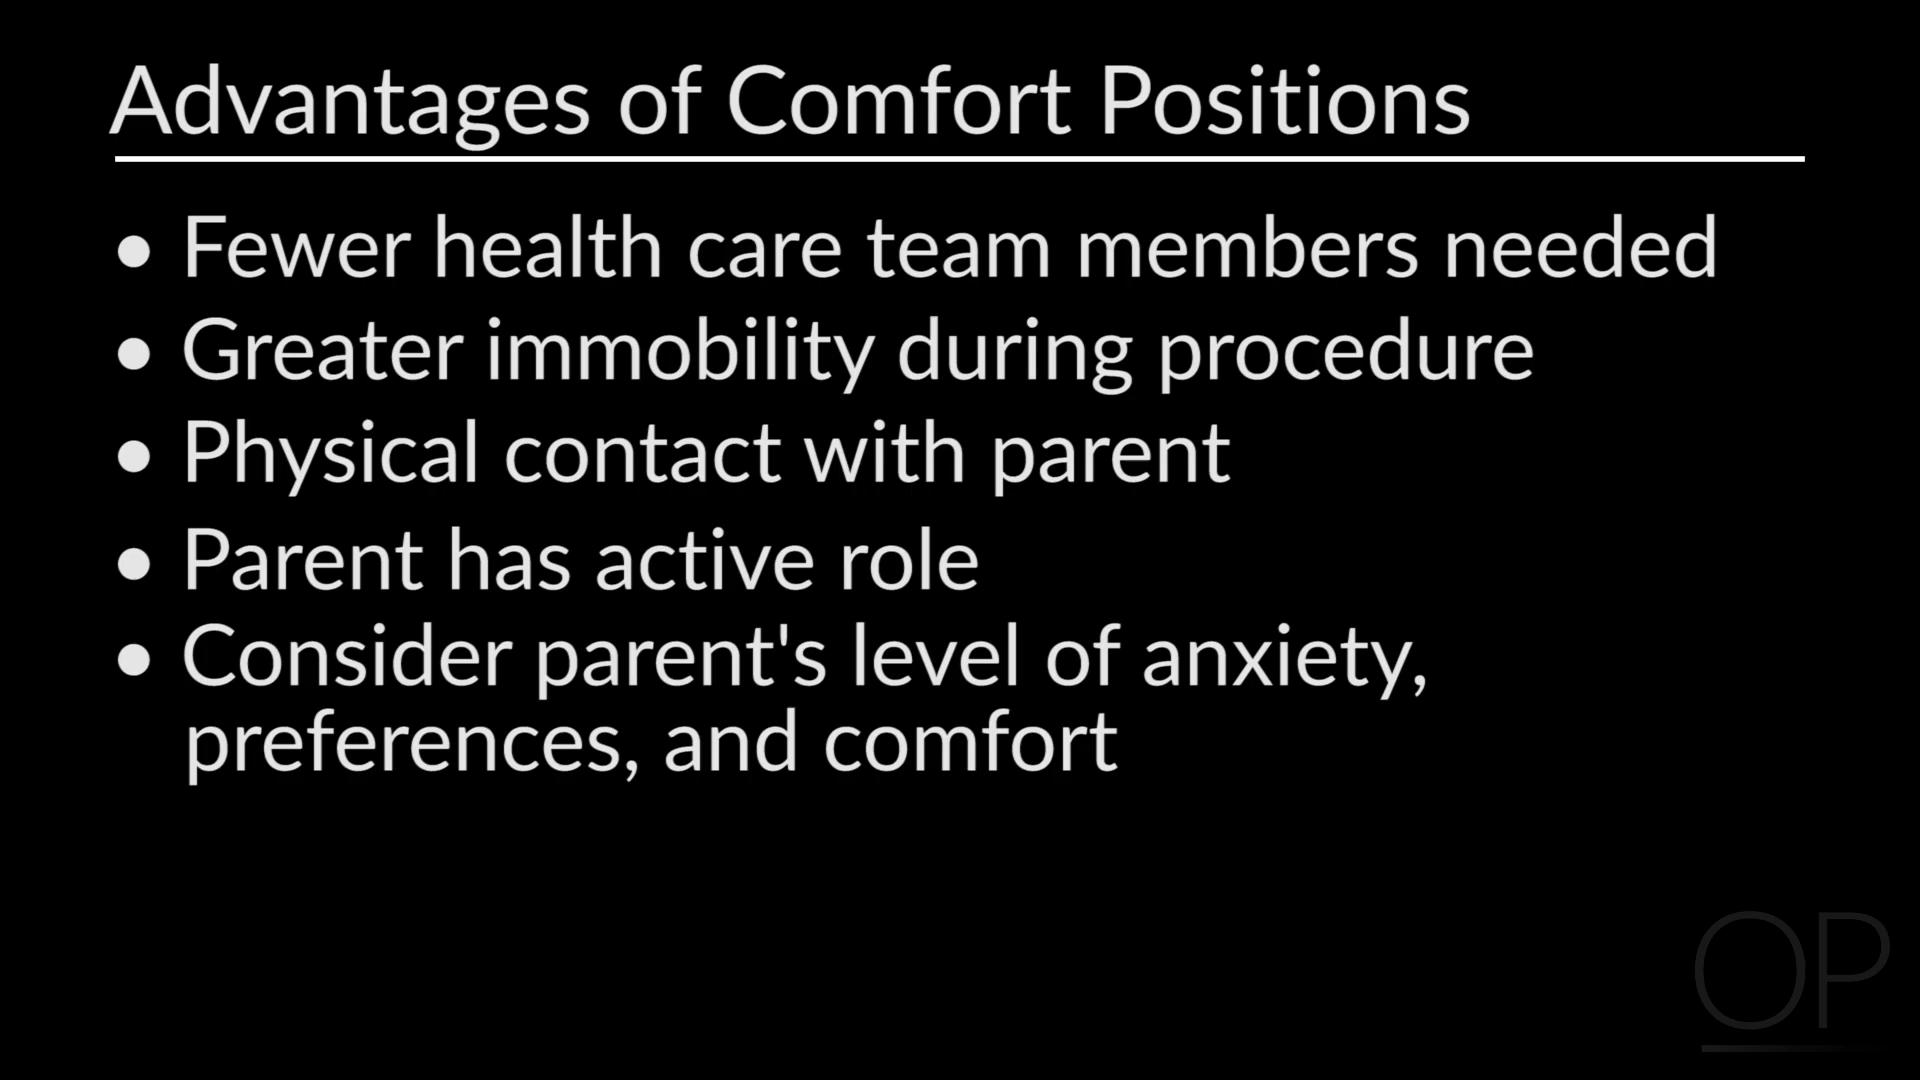 Advantages of Comfort Positions
• Fewer health care team members needed
• Greater immobility during procedure
• Physical contact with parent
• Parent has active role
• Consider parent's level of anxiety,
preferences, and comfort
OP